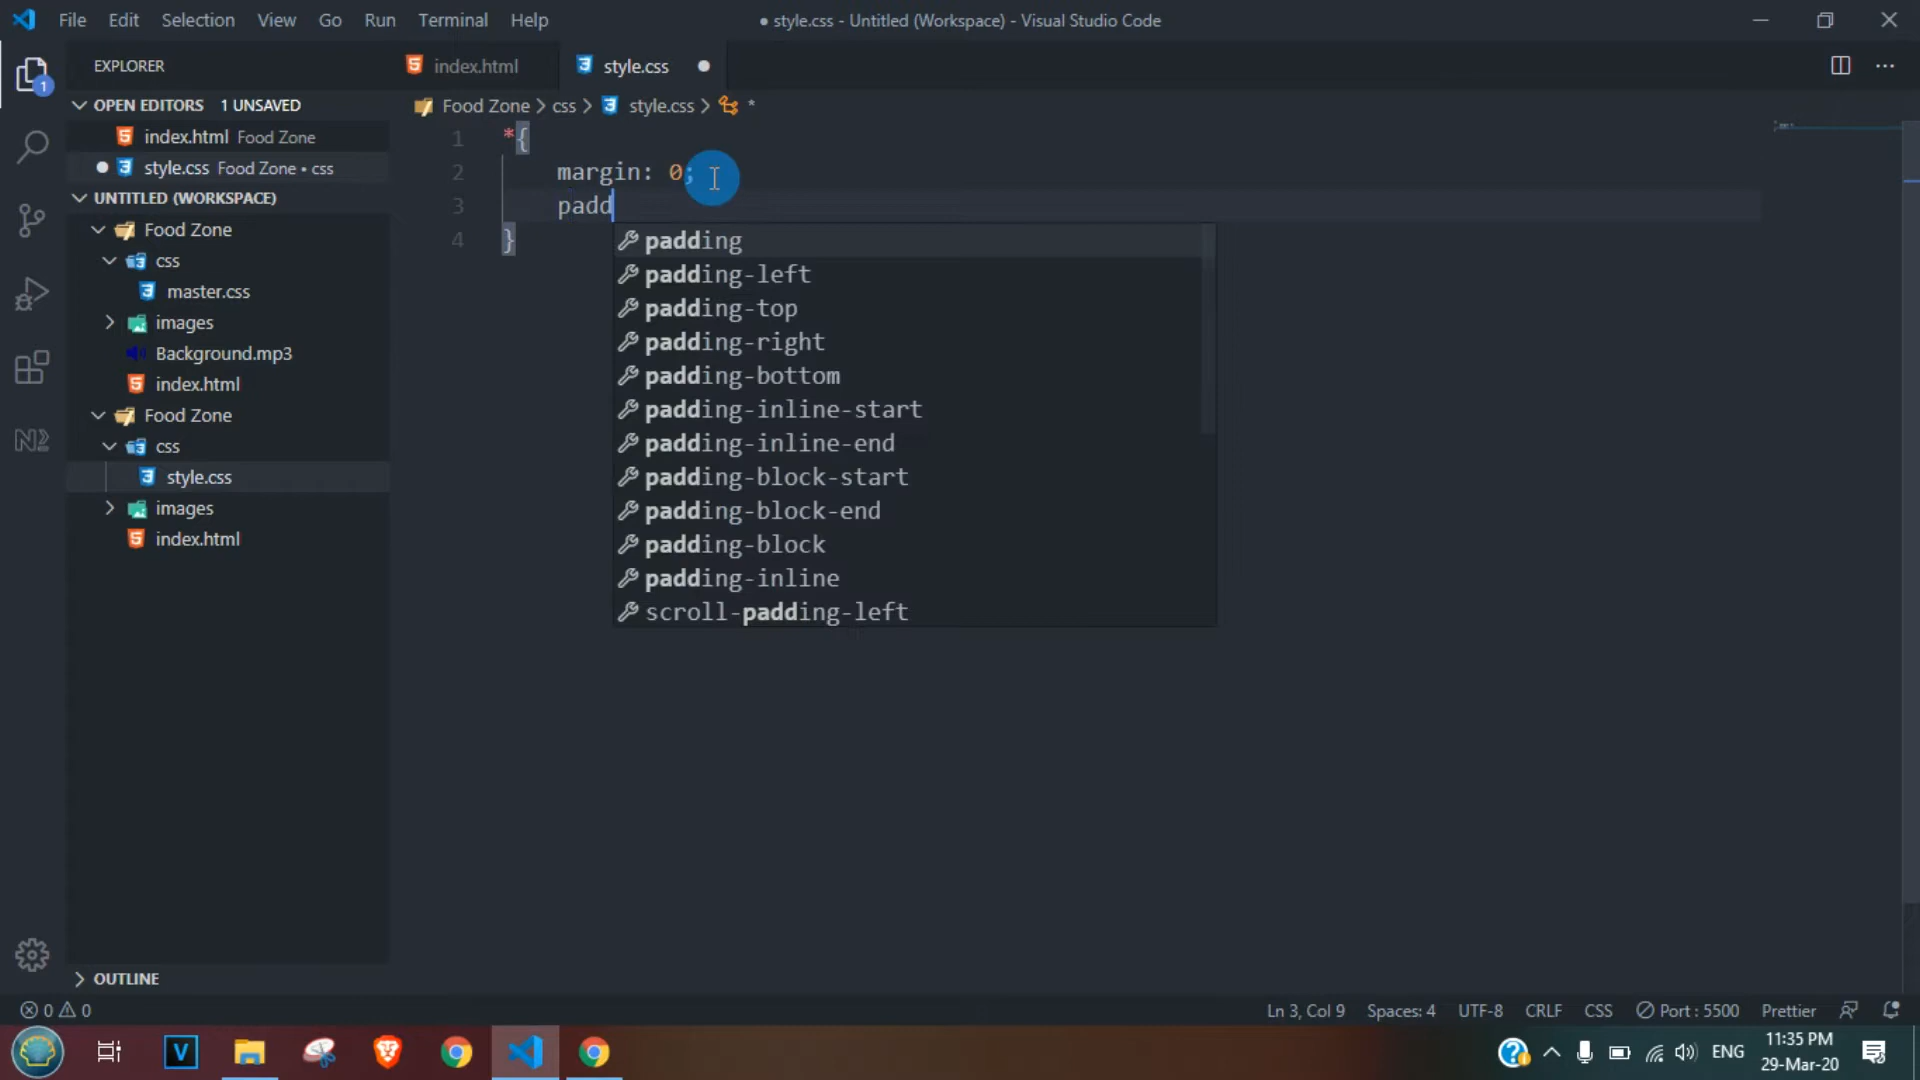 File Edit Selection View Go Run Terminal Help
● style.css - Untitled (Workspace) - Visual Studio Code
EXPLORER
index.html
style.css
1
OPEN EDITORS 1 UNSAVED
index.html Food Zone
style.css Food Zone • css
UNTITLED (WORKSPACE)
Food Zone
css
master.css
images
Background.mp3
index.html
Food Zone
css
style.css
images
index.html
OUTLINE
Food Zone > css > style.css > *
1 *{
2 margin: 0;
3 padd
4 }
padding
padding-left
padding-top
padding-right
padding-bottom
padding-inline-start
padding-inline-end
padding-block-start
padding-block-end
padding-block
padding-inline
scroll-padding-left
0 0
Ln 3, Col 9 Spaces: 4 UTF-8 CRLF CSS Port : 5500 Prettier
V
ENG
11:35 PM
29-Mar-20